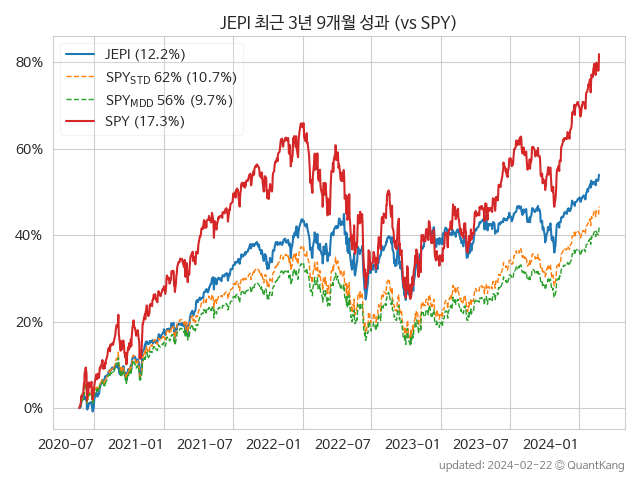 JEPI 최근 3년 9개월 성과 (vs SPY)
JEPI (12.2%)
SPYSTD 62% (10.7%)
SPYMDD 56% (9.7%)
SPY (17.3%)
80%
60%
40%
20%
0%
2020-07 2021-01 2021-07 2022-01 2022-07 2023-01 2023-07 2024-01
updated: 2024-02-22 © QuantKang